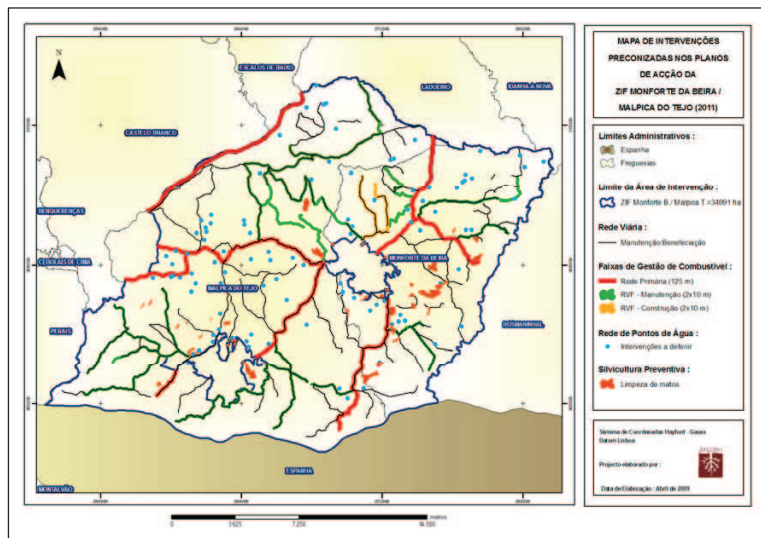 MAPA DE INTERVENÇÕES
PRECONIZADAS NOS PLANOS
DE ACÇÃO DA
ZIF MONFORTE DA BEIRA /
MALPICA DO TEJO (2011)
Limites Administrativos :
Espanha
Freguesias
Limite da Área de Intervenção :
ZIF Monforte B./ Malpica T.=34091 ha
Rede Viária :
Manutenção/Beneficiação
Faixas de Gestão de Combustível :
Rede Primária (125 m)
RVF - Manutenção (2x10 m)
RVF - Construção (2x10 m)
Rede de Pontos de Água :
Intervenções a definir
Silvicultura Preventiva :
Limpeza de matos
Sistema de Coordenadas Hayford - Gauss
Datum Lisboa
Projecto elaborado por :
Data de Elaboração : Abril de 2009
N
ESCALOS DE BAIXO
LADOEIRO
IDANHA-A-NOVA
CASTELO BRANCO
BENQUERENÇAS
CEBOLAIS DE CIMA
MONFORTE DA BEIRA
MALPICA DO TEJO
PERAIS
ROSMANINHAL
ESPANHA
MONTALVÃO
metros
0
3.625
7.250
14.500